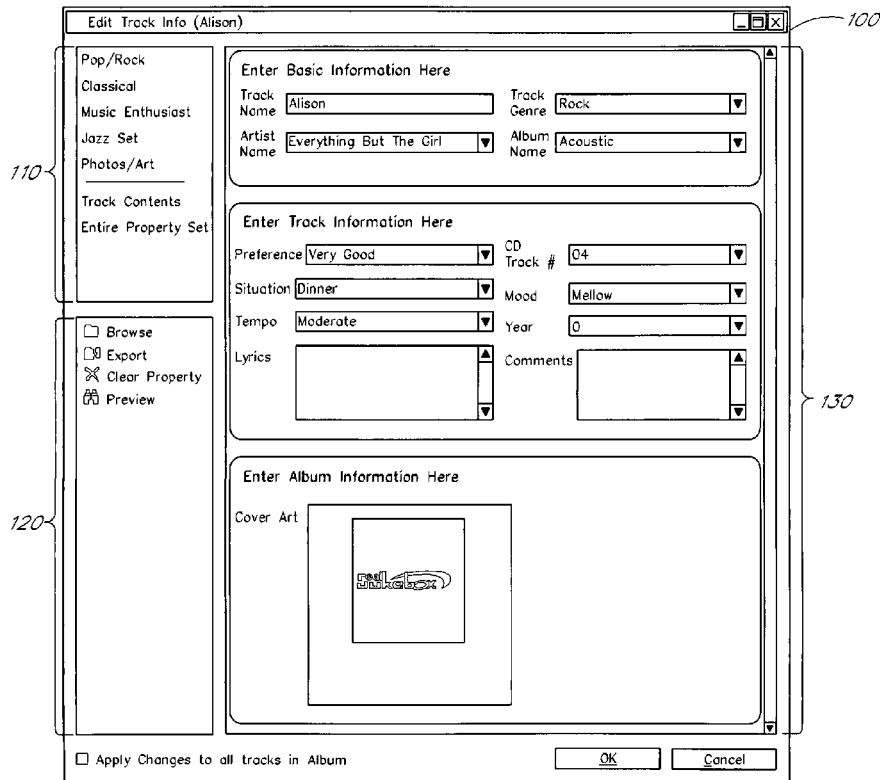 Edit Track Info (Alison)
100
Pop/Rock
Classical
Music Enthusiast
Jazz Set
Photos/Art
Track Contents
Entire Property Set
110
Browse
Export
Clear Property
Preview
120
Enter Basic Information Here
Track Name Alison
Track Genre Rock
Artist Name Everything But The Girl
Album Name Acoustic
Enter Track Information Here
Preference Very Good
CD Track # 04
Situation Dinner
Mood Mellow
Tempo Moderate
Year 0
Lyrics
Comments
130
Enter Album Information Here
Cover Art
real jukebox
Apply Changes to all tracks in Album
OK
Cancel